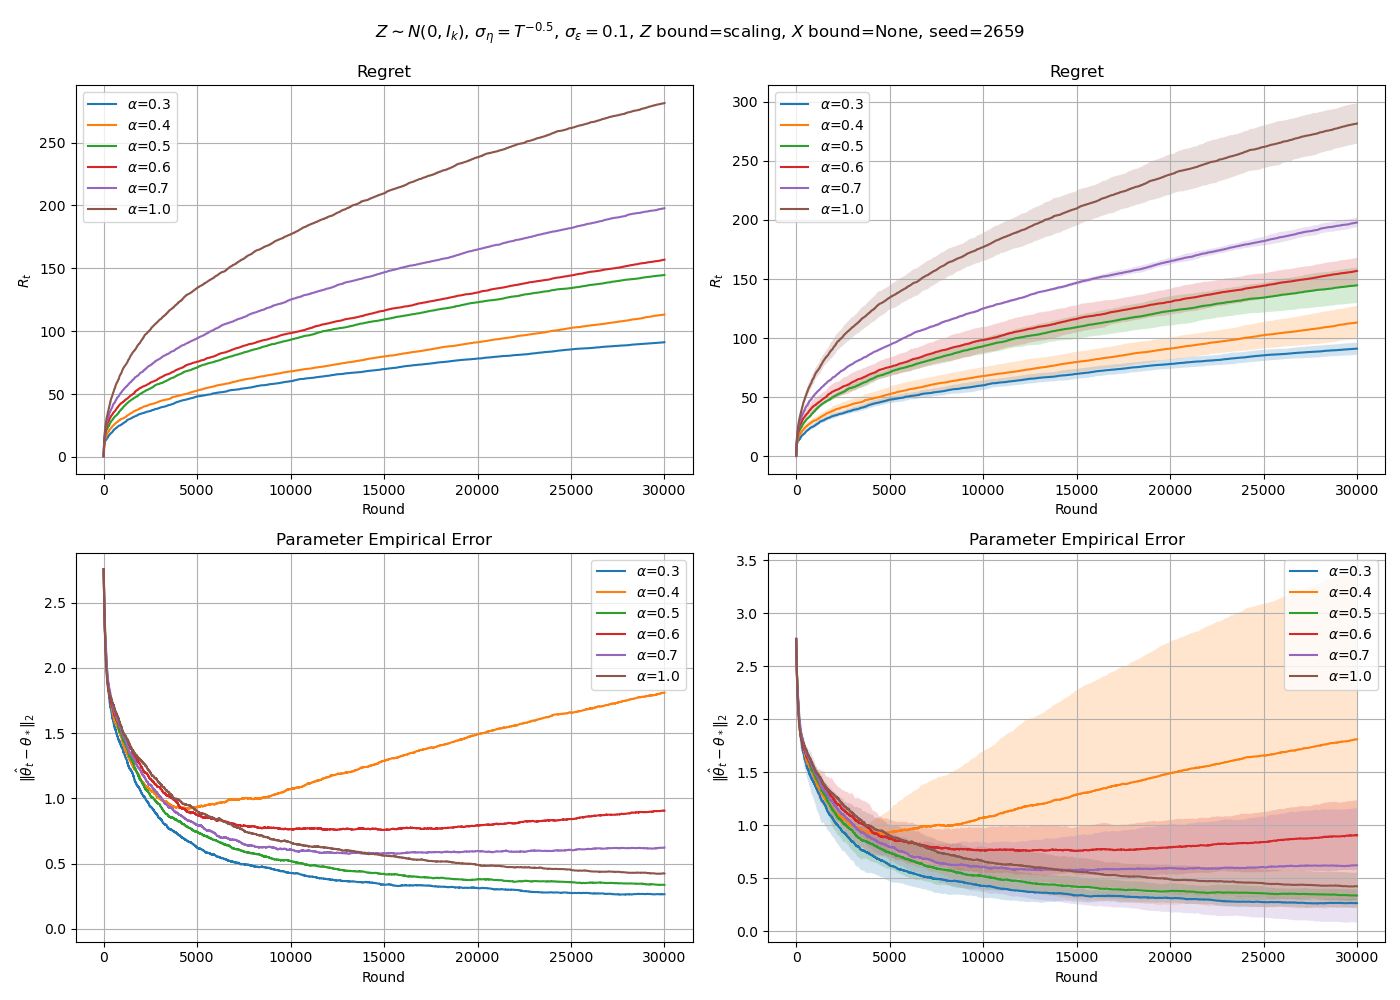 Z ~ N(0, I_k), σ_η = T^{-0.5}, σ_ε = 0.1, Z bound=scaling, X bound=None, seed=2659
Regret
R_t
250
200
150
100
50
0
α=0.3
α=0.4
α=0.5
α=0.6
α=0.7
α=1.0
0 5000 10000 15000 20000 25000 30000
Round
Regret
R_t
300
250
200
150
100
50
0
α=0.3
α=0.4
α=0.5
α=0.6
α=0.7
α=1.0
0 5000 10000 15000 20000 25000 30000
Round
Parameter Empirical Error
‖θ̂_t − θ_*‖_2
2.5
2.0
1.5
1.0
0.5
0.0
α=0.3
α=0.4
α=0.5
α=0.6
α=0.7
α=1.0
0 5000 10000 15000 20000 25000 30000
Round
Parameter Empirical Error
‖θ̂_t − θ_*‖_2
3.5
3.0
2.5
2.0
1.5
1.0
0.5
0.0
α=0.3
α=0.4
α=0.5
α=0.6
α=0.7
α=1.0
0 5000 10000 15000 20000 25000 30000
Round